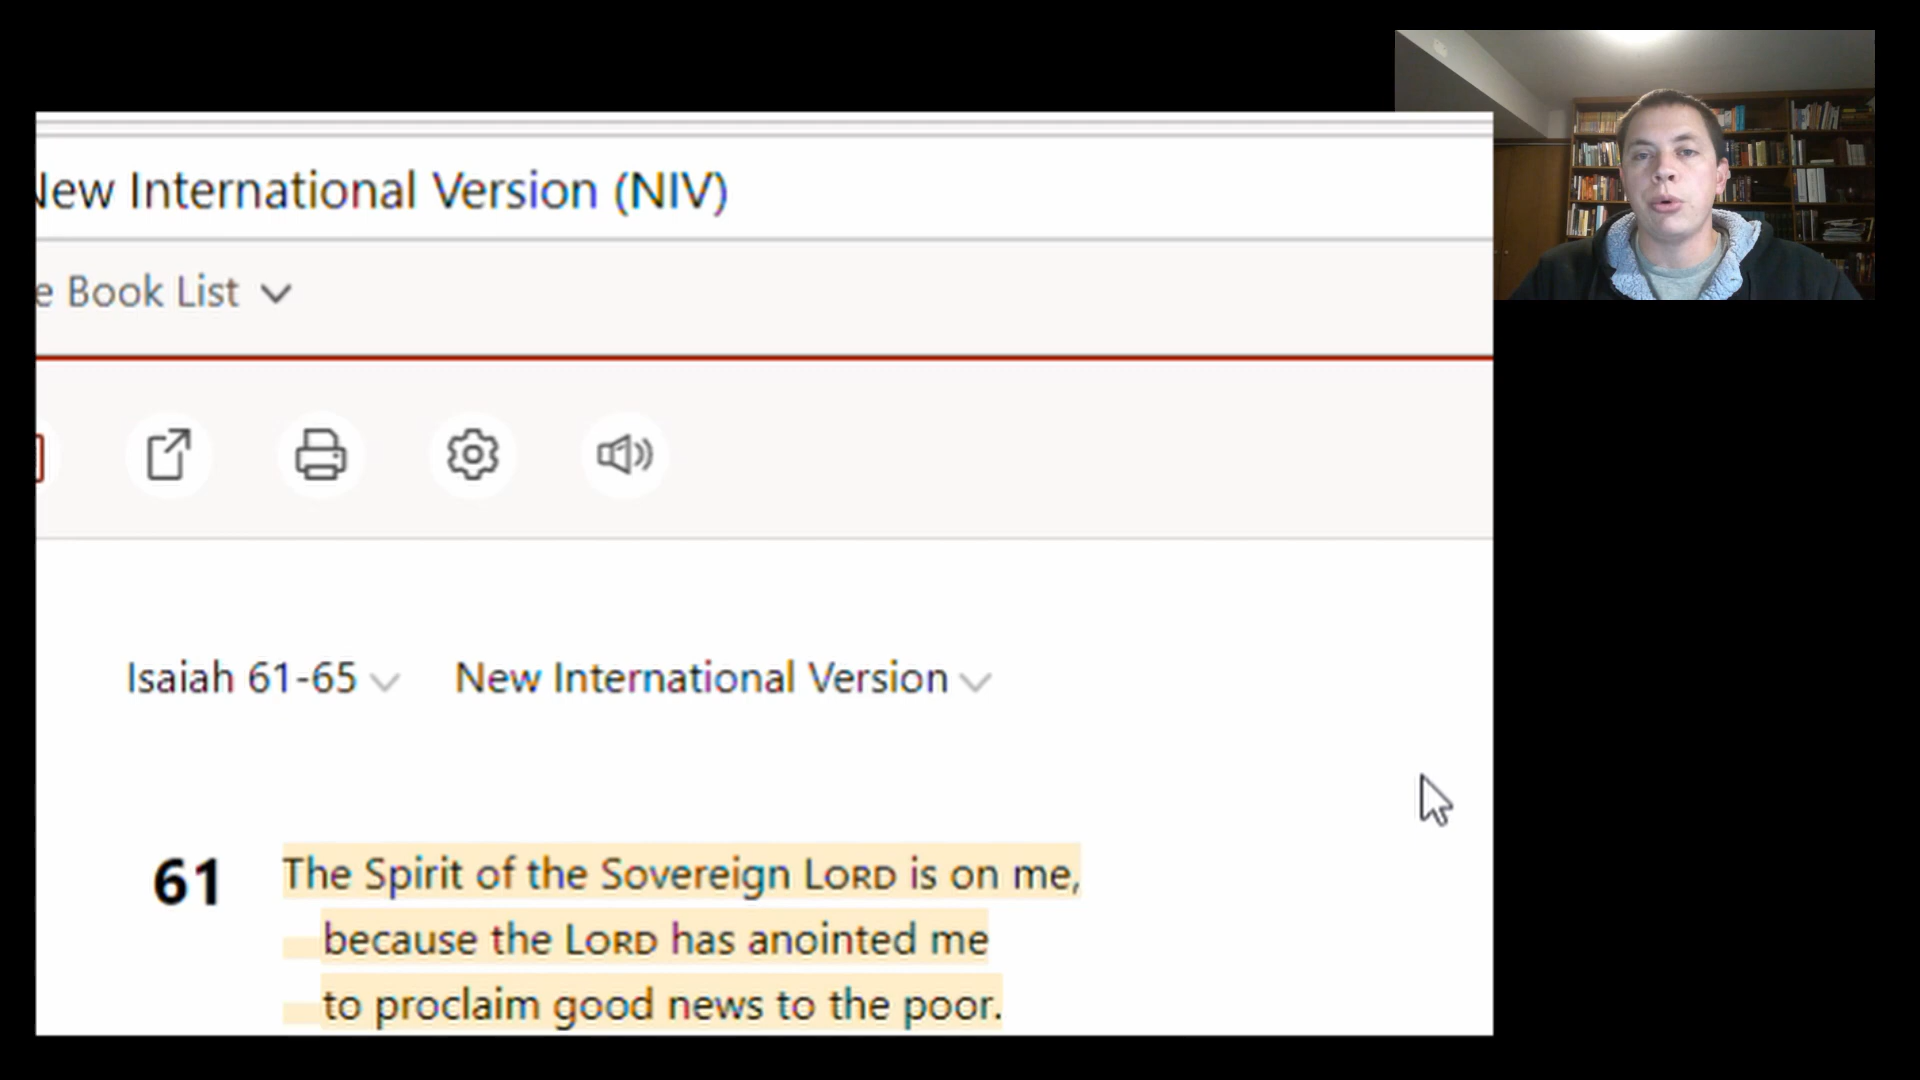 New International Version (NIV)
e Book List
Isaiah 61-65 New International Version
61 The Spirit of the Sovereign LORD is on me,
because the LORD has anointed me
to proclaim good news to the poor.